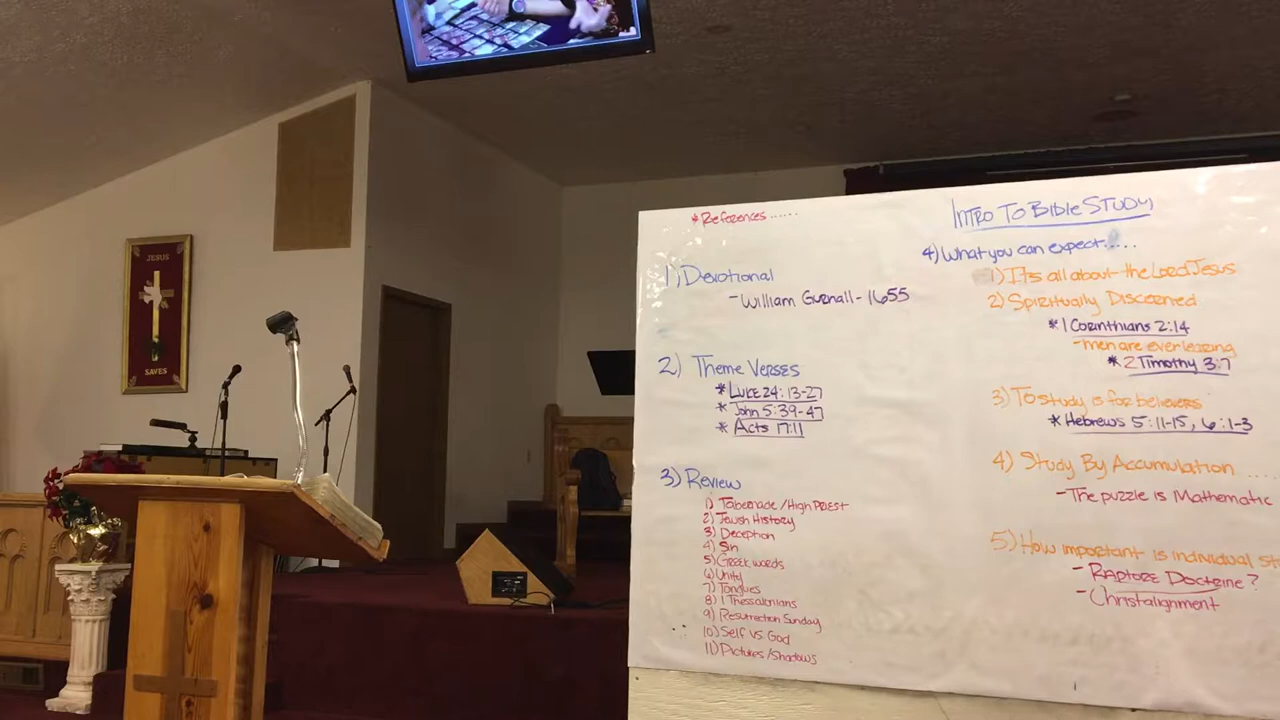 JESUS
SAVES
*References......
1) Devotional
-William Gurnall-1655
2) Theme Verses
* Luke 24:13-27
* John 5:39-47
* Acts 17:11
3) Review
1) Tabernacle/High Priest
2) Jewish History
3) Deception
4) Sin
5) Greek words
6) Unity
7) Tongues
8) 1 Thessalonians
9) Resurrection Sunday
10) Self vs. God
11) Pictures/Shadows
INTRO TO BIBLE STUDY
4) What you can expect.....
1) It's all about the Lord Jesus
2) Spiritually Discerned
* 1 Corinthians 2:14
-men are ever learning
* 2 Timothy 3:7
3) To study is for believers
* Hebrews 5:11-15, 6:1-3
4) Study By Accumulation ....
-The puzzle is Mathematic
5) How important is individual st
- Rapture Doctrine?
- Christalignment